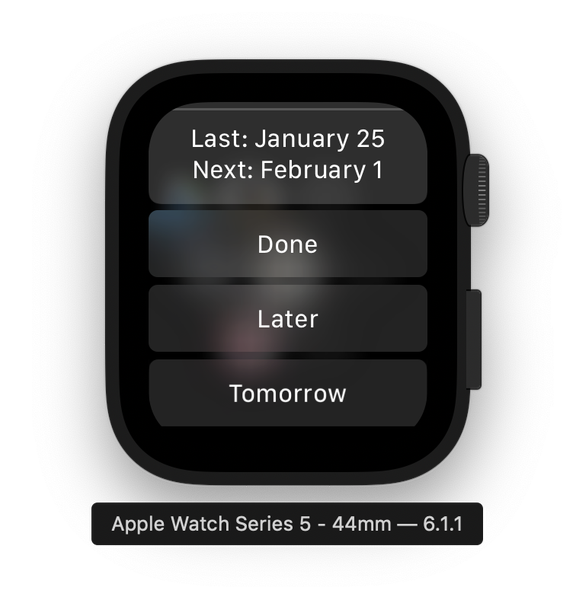 Last: January 25
Next: February 1
Done
Later
Tomorrow
Apple Watch Series 5 - 44mm — 6.1.1